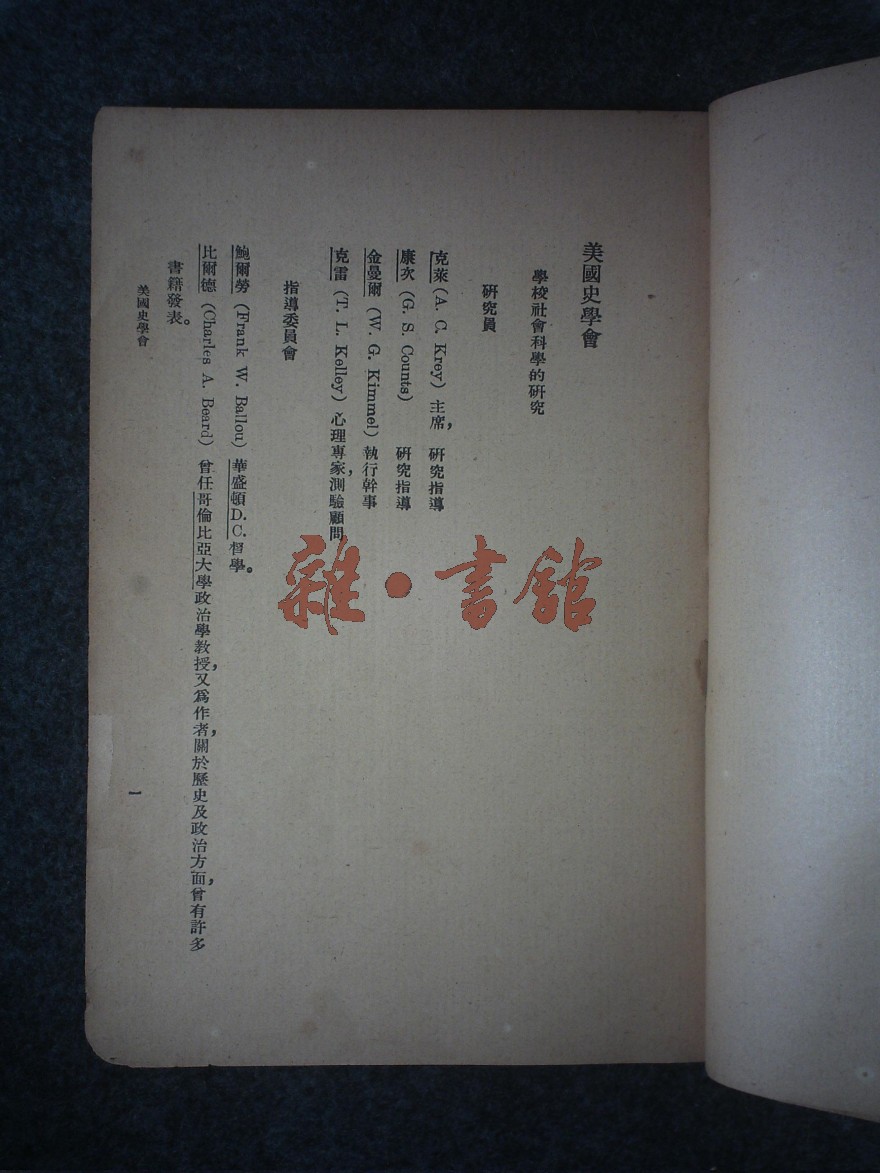 美國史學會
學校社會科學的研究
研究員
克萊(A. C. Krey)主席，研究指導
康次(G. S. Counts) 研究指導
金曼爾(W. G. Kimmel)執行幹事
克雷(T. L. Kelley)心理專家，測驗顧問
指導委員會
鮑爾勞(Frank W. Ballou)華盛頓D.C.督學。
比爾德(Charles A. Beard)曾任哥倫比亞大學政治學教授，又爲作者，關於歷史及政治方面，曾有許多
書籍發表。
美國史學會
一
雜·書館